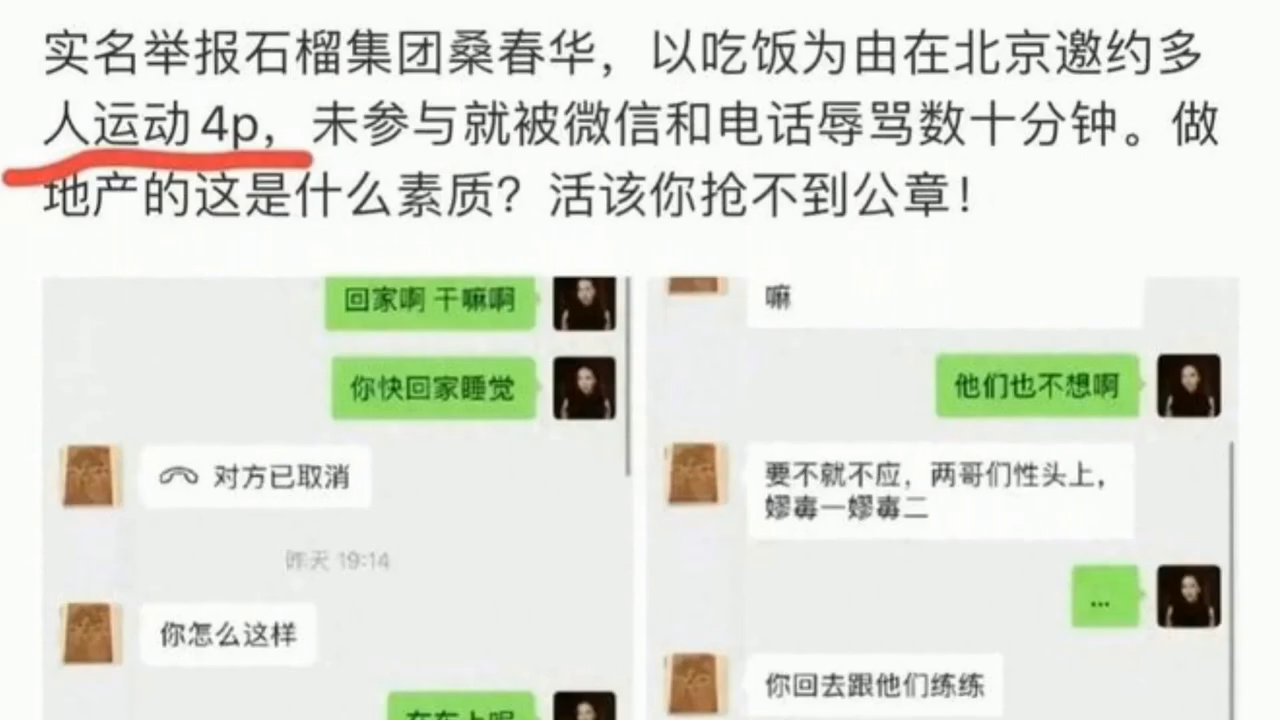 实名举报石榴集团桑春华，以吃饭为由在北京邀约多
人运动4p，未参与就被微信和电话辱骂数十分钟。做
地产的这是什么素质？活该你抢不到公章！
回家啊 干嘛啊
你快回家睡觉
对方已取消
昨天 19:14
你怎么这样
嘛
他们也不想啊
要不就不应，两哥们性头上，
嫪毐一嫪毐二
...
你回去跟他们练练